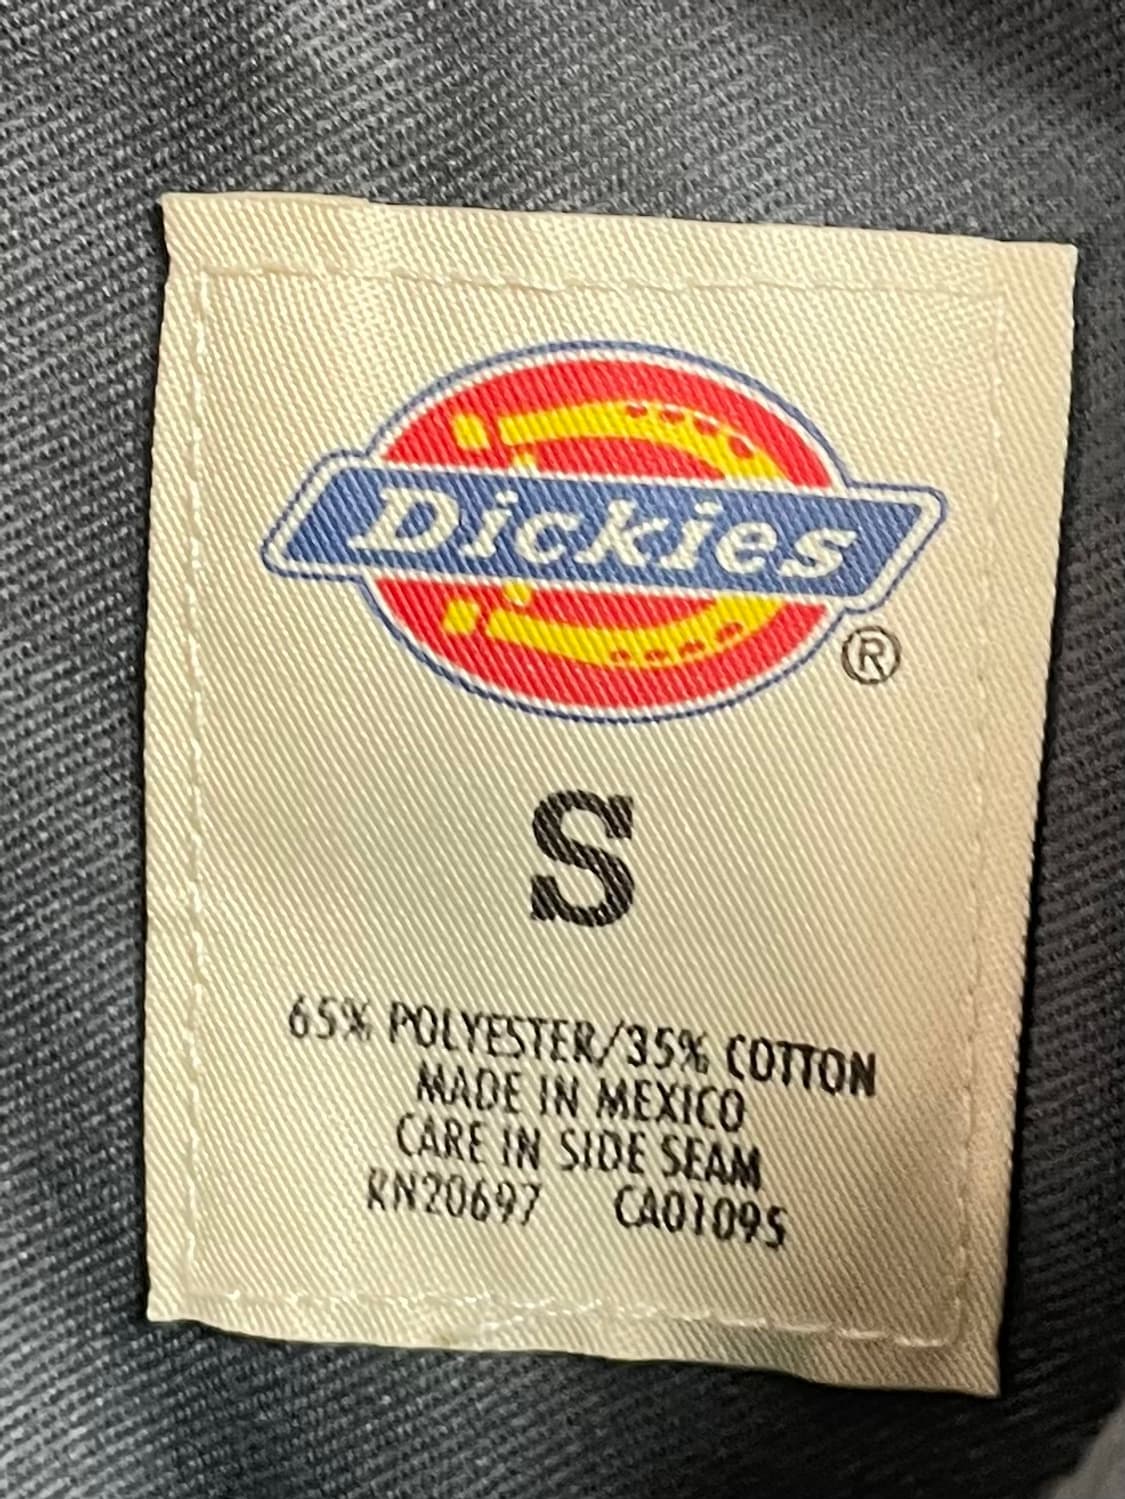 Dickies
®
S
65% POLYESTER/35% COTTON
MADE IN MEXICO
CARE IN SIDE SEAM
RN20697 CA01095